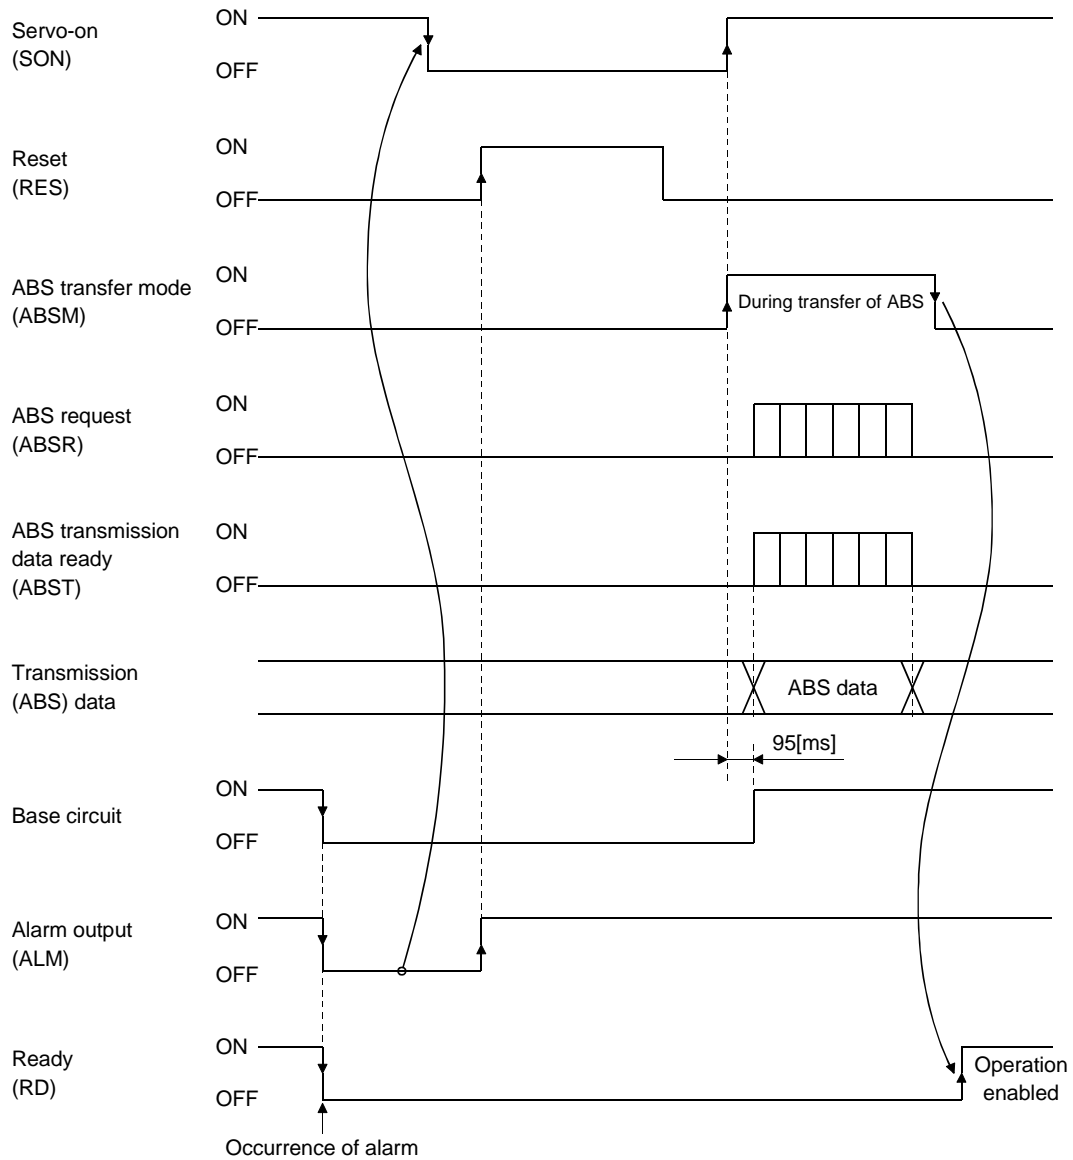 Servo-on
(SON)
ON
OFF
Reset
(RES)
ON
OFF
ABS transfer mode
(ABSM)
ON
OFF
During transfer of ABS
ABS request
(ABSR)
ON
OFF
ABS transmission
data ready
(ABST)
ON
OFF
Transmission
(ABS) data
ABS data
95[ms]
Base circuit
ON
OFF
Alarm output
(ALM)
ON
OFF
Ready
(RD)
ON
OFF
Operation
enabled
Occurrence of alarm